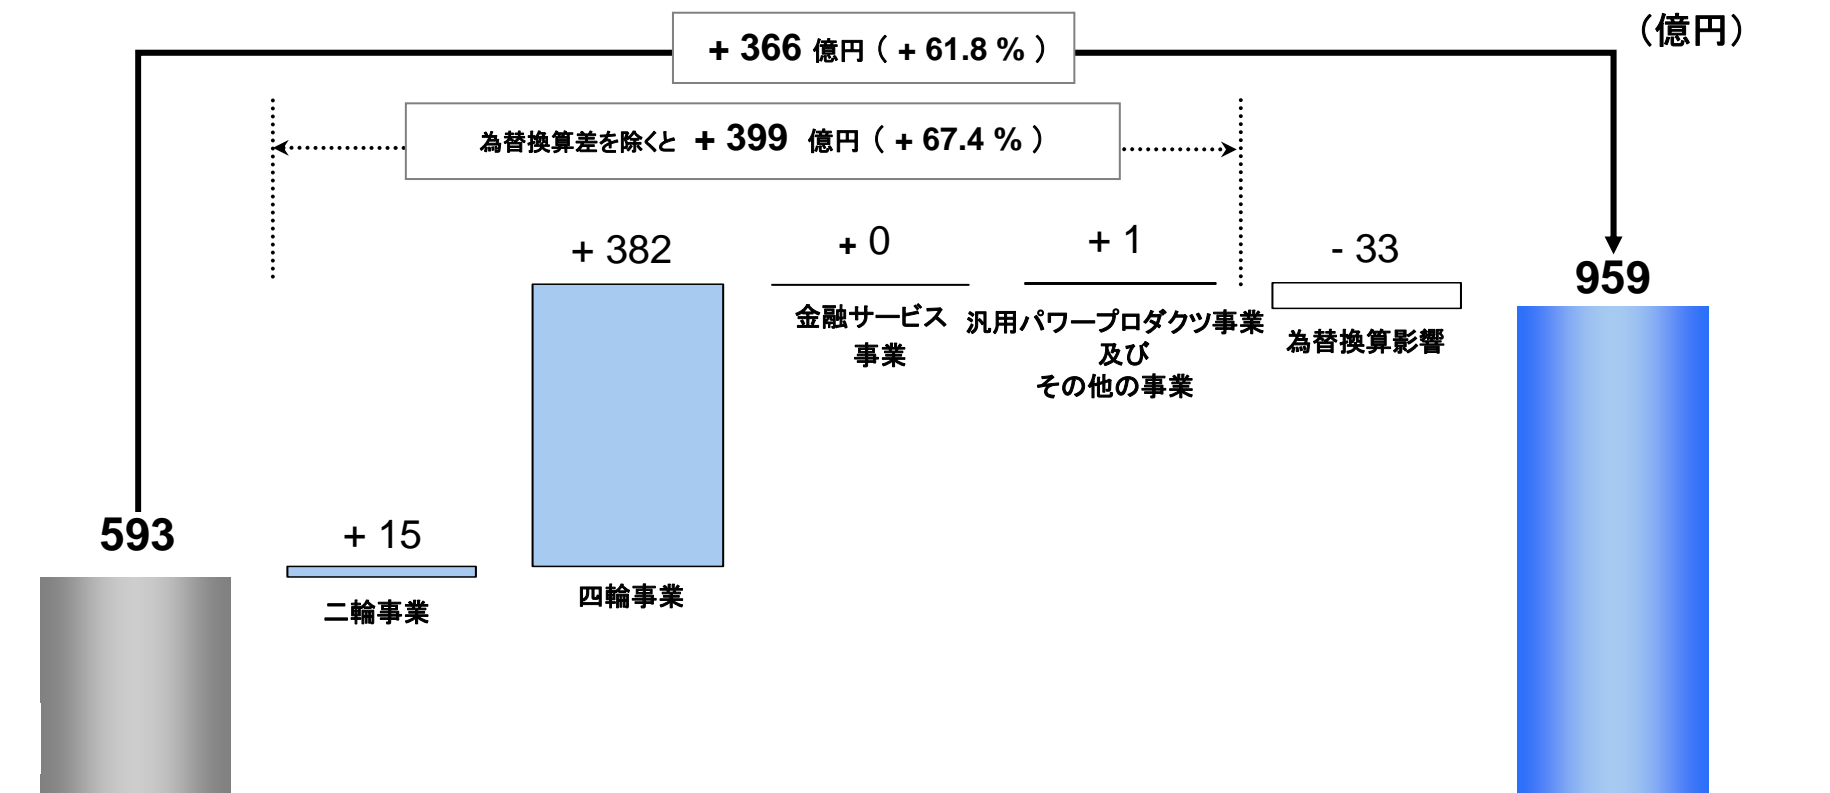 （億円）
+ 366 億円（ + 61.8 % ）
為替換算差を除くと + 399 億円（ + 67.4 % ）
593
+ 15
二輪事業
+ 382
四輪事業
+ 0
金融サービス
事業
+ 1
汎用パワープロダクツ事業
及び
その他の事業
- 33
為替換算影響
959